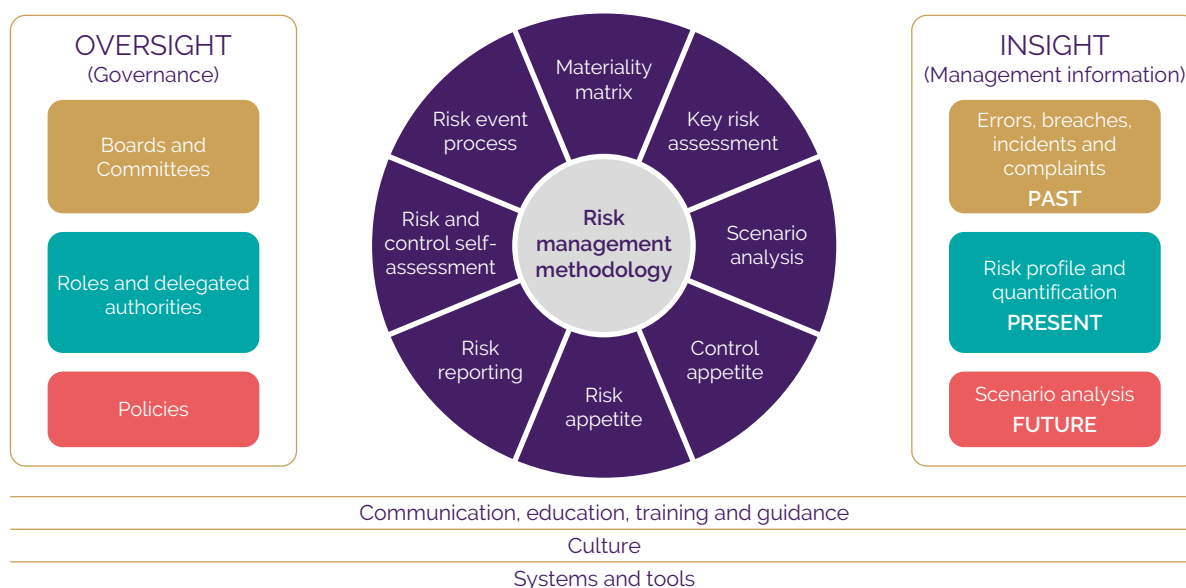 OVERSIGHT
(Governance)
Boards and
Committees
Roles and delegated
authorities
Policies
Materiality
matrix
Key risk
assessment
Scenario
analysis
Control
appetite
Risk
appetite
Risk
reporting
Risk and
control self-
assessment
Risk event
process
Risk
management
methodology
INSIGHT
(Management information)
Errors, breaches,
incidents and
complaints
PAST
Risk profile and
quantification
PRESENT
Scenario analysis
FUTURE
Communication, education, training and guidance
Culture
Systems and tools